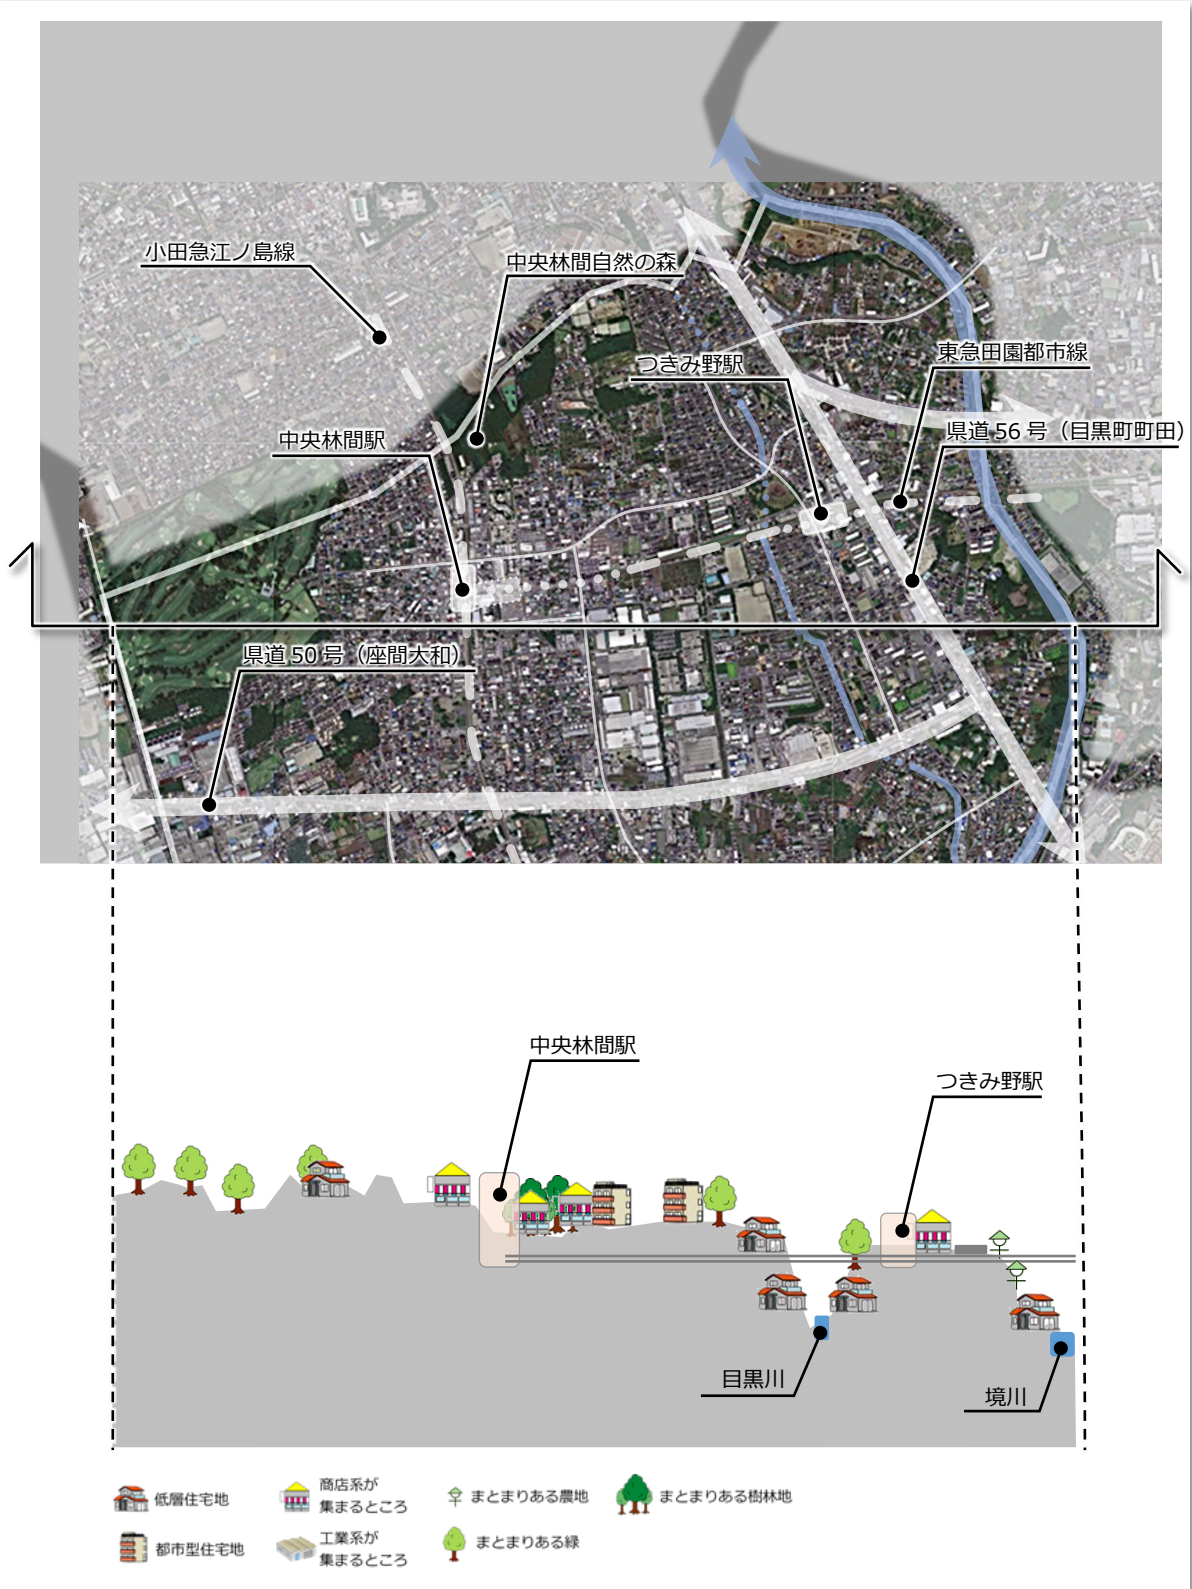 小田急江ノ島線
中央林間自然の森
つきみ野駅
東急田園都市線
中央林間駅
県道 56 号（目黒町町田）
県道 50 号（座間大和）
中央林間駅
つきみ野駅
目黒川
境川
低層住宅地
商店系が
集まるところ
まとまりある農地
まとまりある樹林地
都市型住宅地
工業系が
集まるところ
まとまりある緑